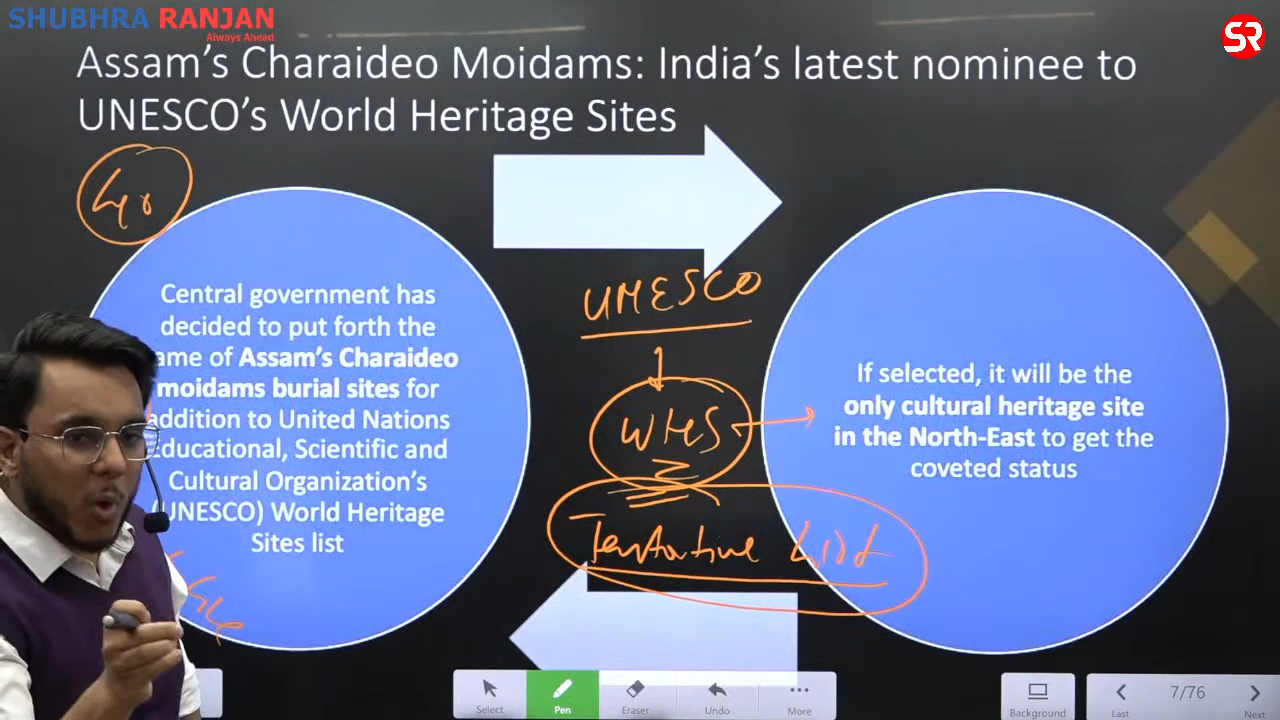 SHUBHRA RANJAN
Always Ahead
SR
Assam's Charaideo Moidams: India's latest nominee to
UNESCO's World Heritage Sites
Central government has
decided to put forth the
ame of Assam's Charaideo
moidams burial sites for
addition to United Nations
Educational, Scientific and
Cultural Organization's
(UNESCO) World Heritage
Sites list
UNESCO
WHS
Tentative List
If selected, it will be the
only cultural heritage site
in the North-East to get the
coveted status
Select
Pen
Eraser
Undo
More
Background
Last
7/76
Next